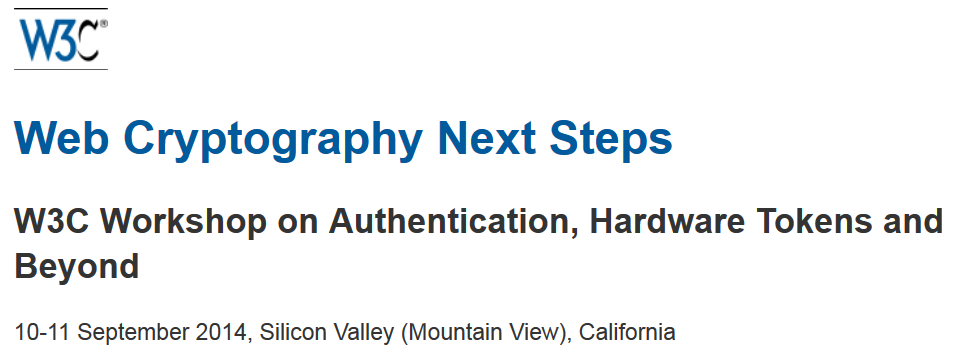 W3C®
Web Cryptography Next Steps
W3C Workshop on Authentication, Hardware Tokens and
Beyond
10-11 September 2014, Silicon Valley (Mountain View), California